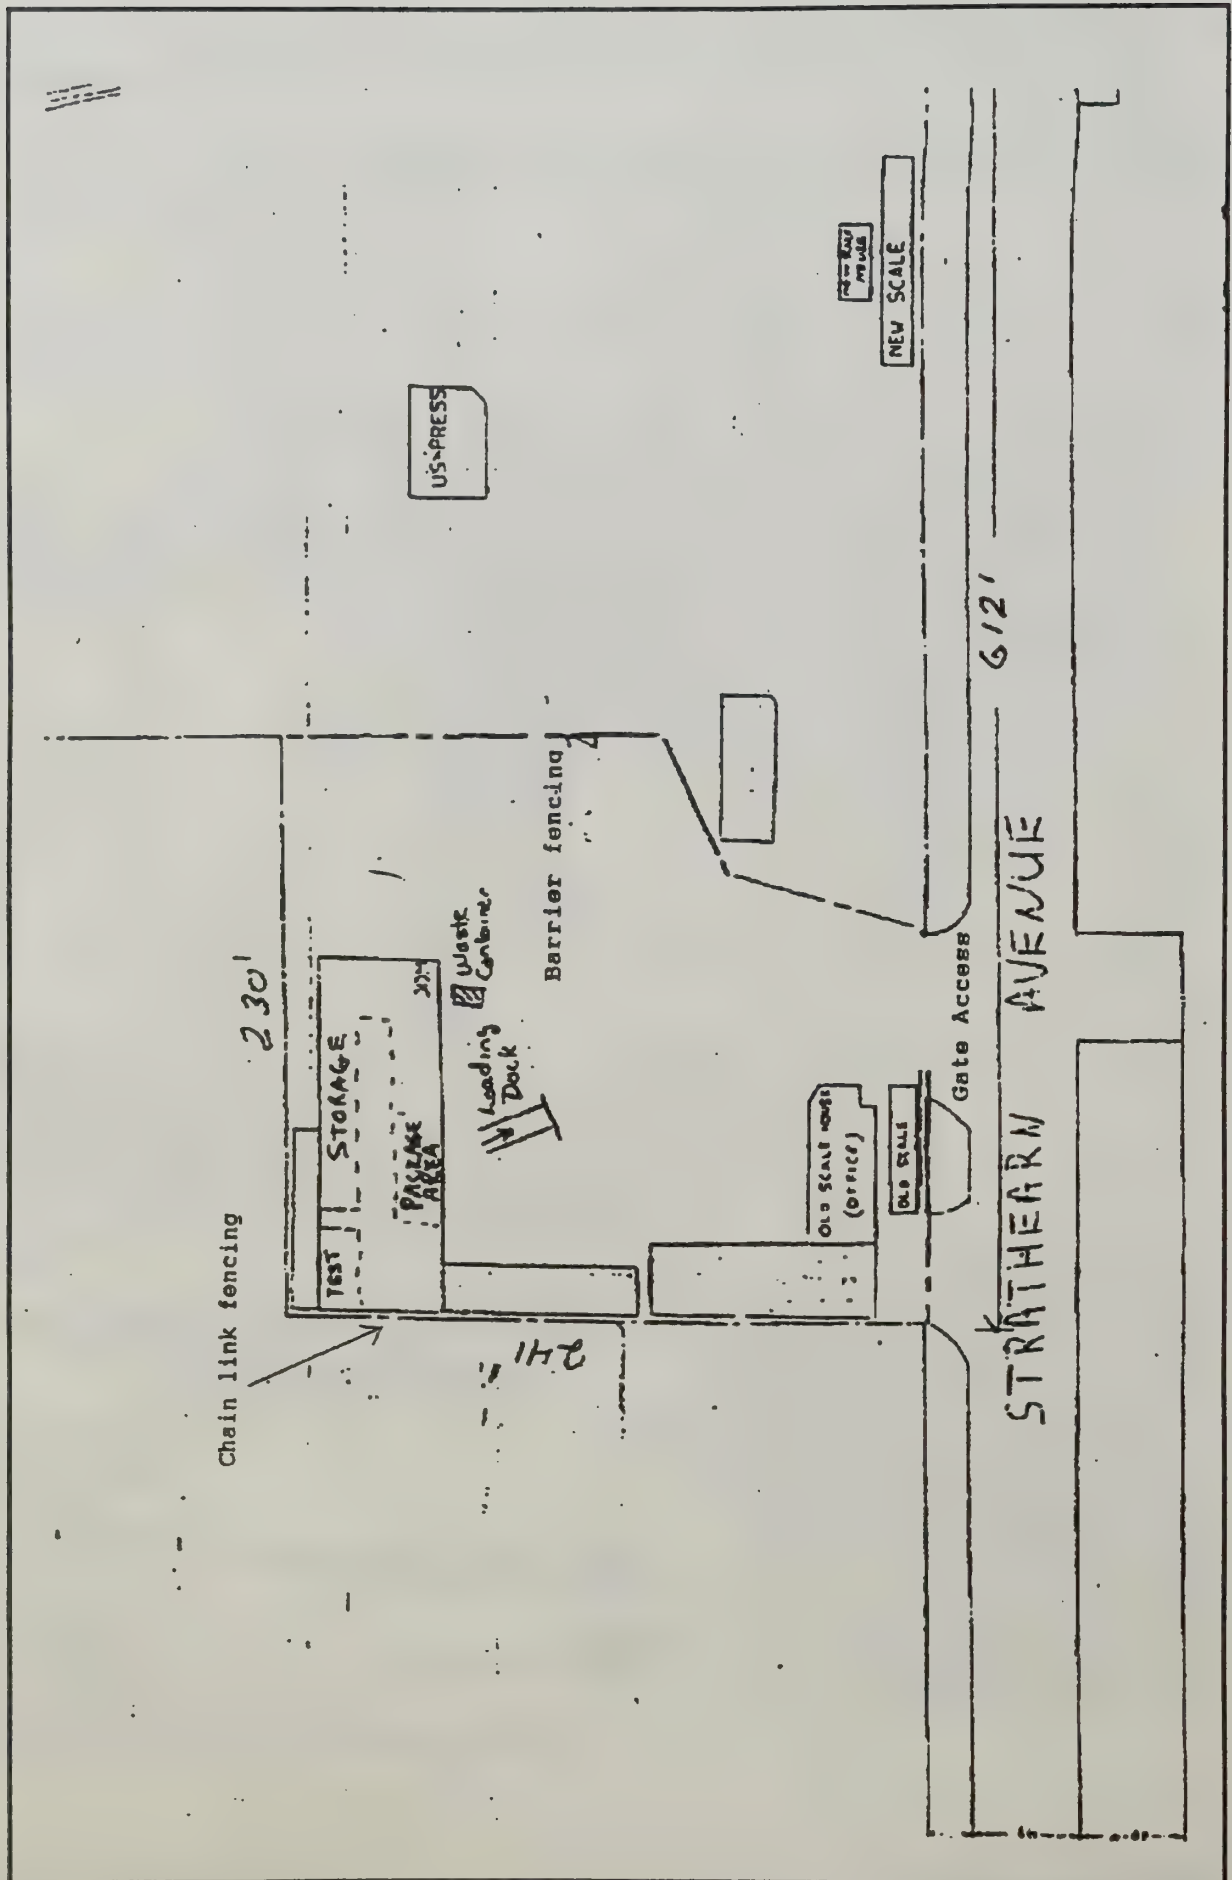 Chain link fencing
230'
TEST
STORAGE
PACKAGE
AREA
Loading
Dock
Waste
Container
241
Barrier fencing
US-PRESS
OLD SCALE HOUSE
(OFFICE)
OLD SCALE
NEW SCALE
Gate Access
612'
STRATHEARN AVENUE